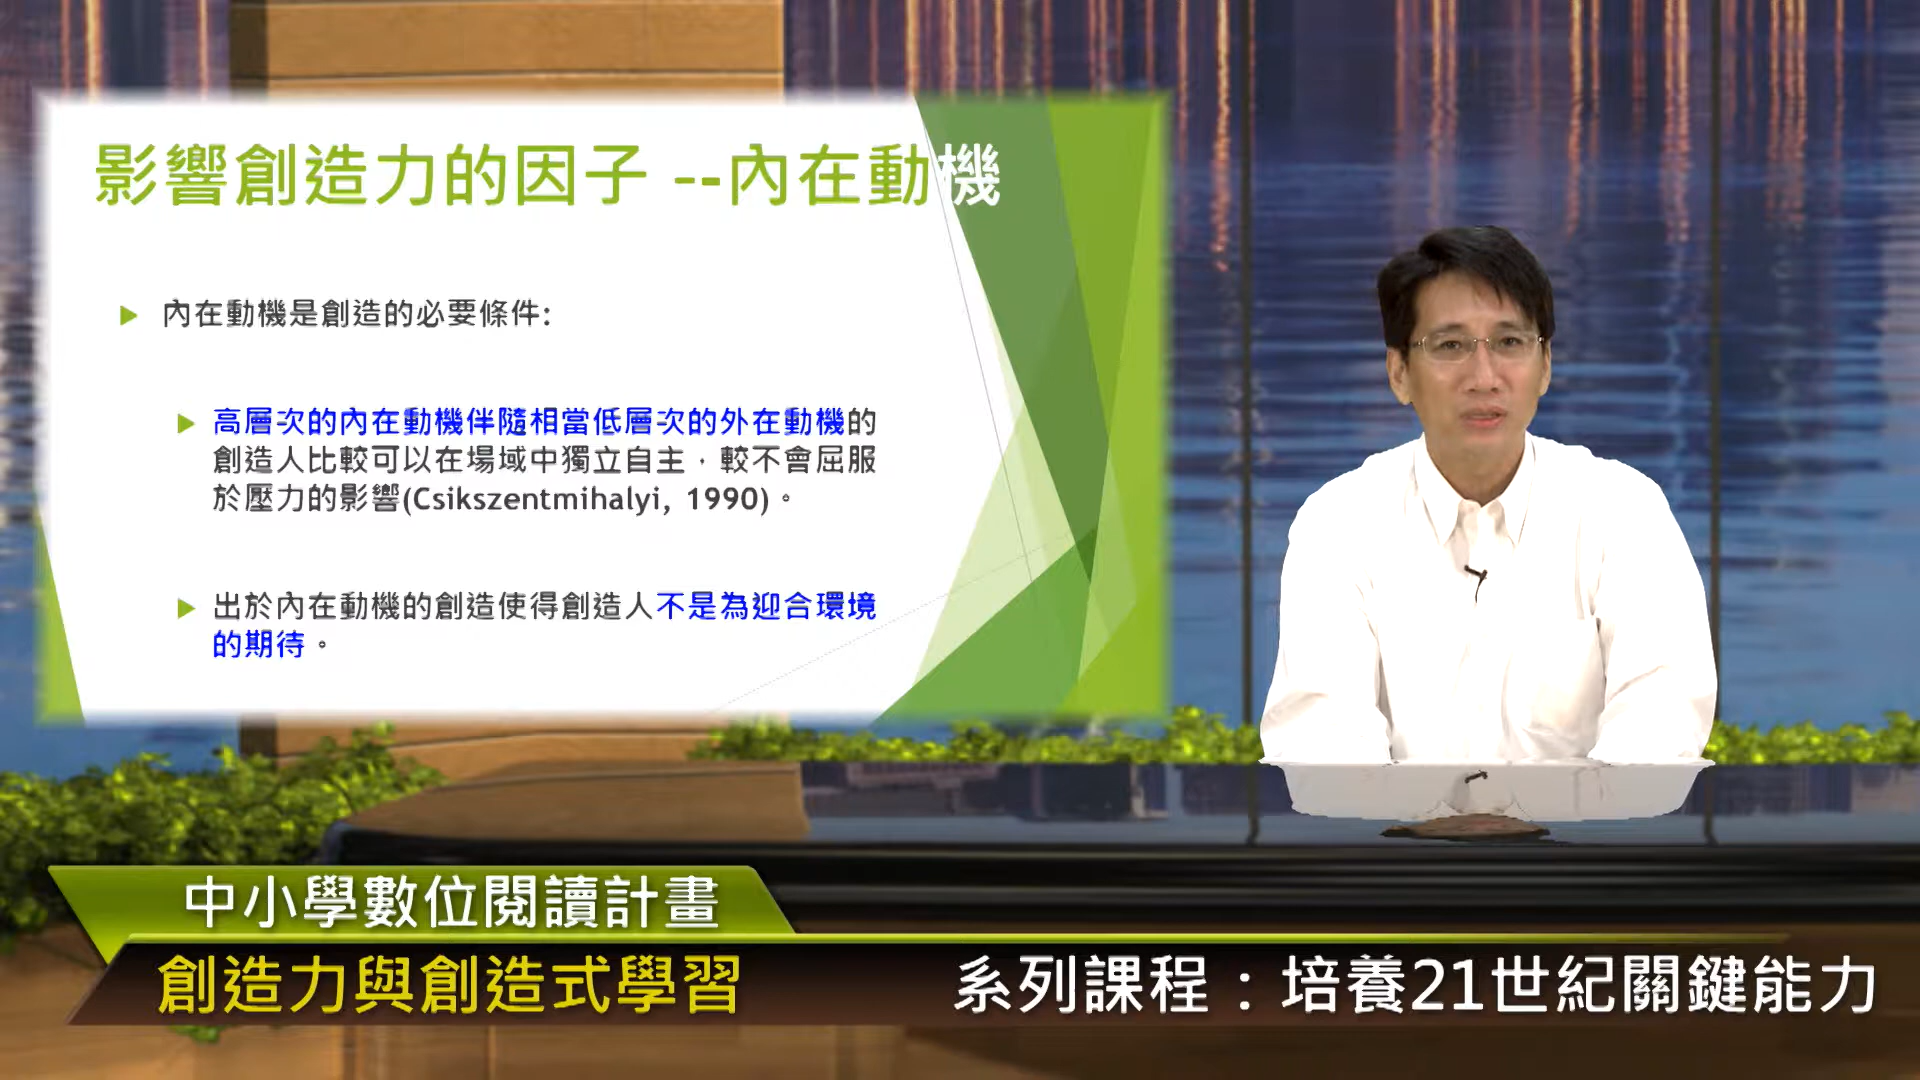 影響創造力的因子 --內在動機
內在動機是創造的必要條件:
高層次的內在動機伴隨相當低層次的外在動機的
創造人比較可以在場域中獨立自主，較不會屈服
於壓力的影響(Csikszentmihalyi, 1990)。
出於內在動機的創造使得創造人不是為迎合環境
的期待。
中小學數位閱讀計畫
創造力與創造式學習
系列課程：培養21世紀關鍵能力